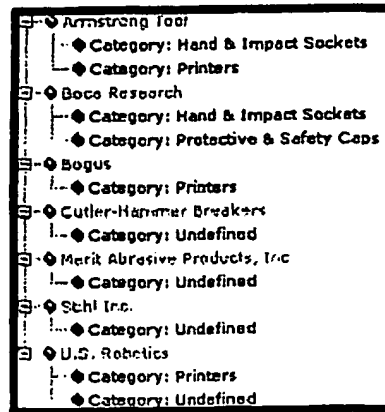 Armstrong Tool
Category: Hand & Impact Sockets
Category: Printers
Boca Research
Category: Hand & Impact Sockets
Category: Protective & Safety Caps
Bogus
Category: Printers
Cutler-Hammer Breakers
Category: Undefined
Merit Abrasive Products, Inc
Category: Undefined
Stihl Inc.
Category: Undefined
U.S. Robotics
Category: Printers
Category: Undefined